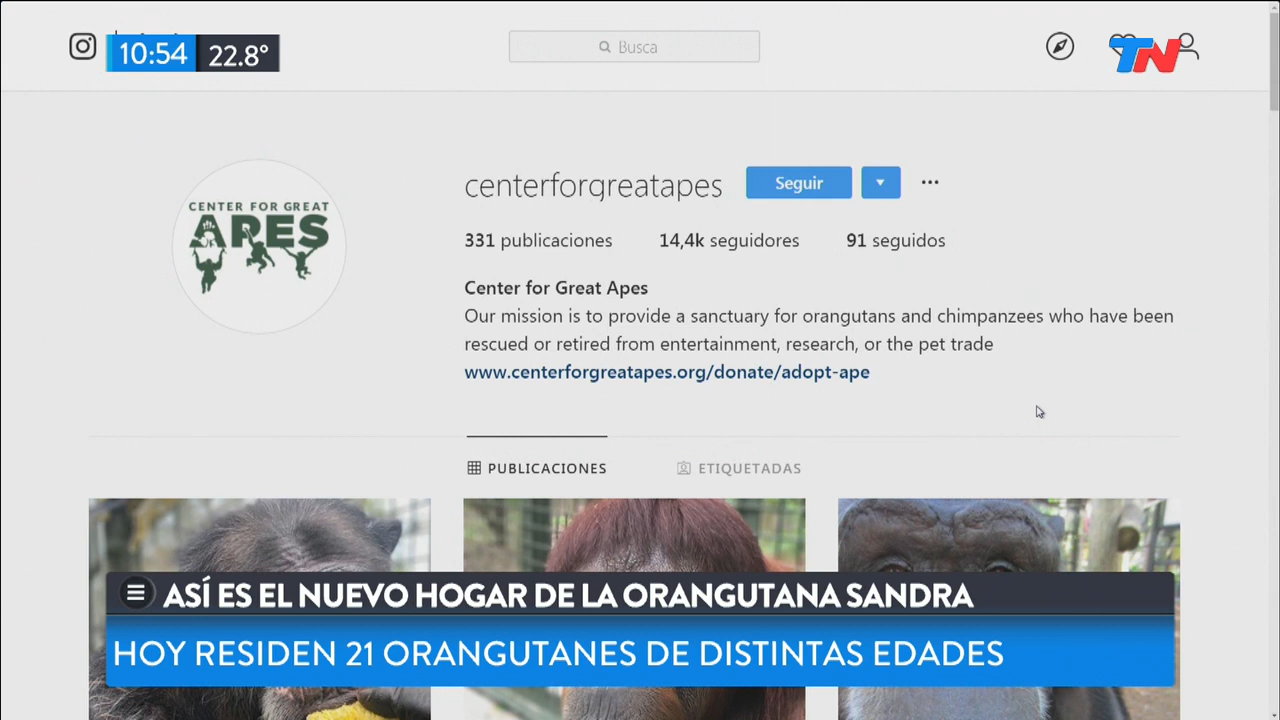 10:54 22.8°
Busca
TN
CENTER FOR GREAT
APES
centerforgreatapes Seguir ...
331 publicaciones 14,4k seguidores 91 seguidos
Center for Great Apes
Our mission is to provide a sanctuary for orangutans and chimpanzees who have been
rescued or retired from entertainment, research, or the pet trade
www.centerforgreatapes.org/donate/adopt-ape
PUBLICACIONES ETIQUETADAS
ASÍ ES EL NUEVO HOGAR DE LA ORANGUTANA SANDRA
HOY RESIDEN 21 ORANGUTANES DE DISTINTAS EDADES